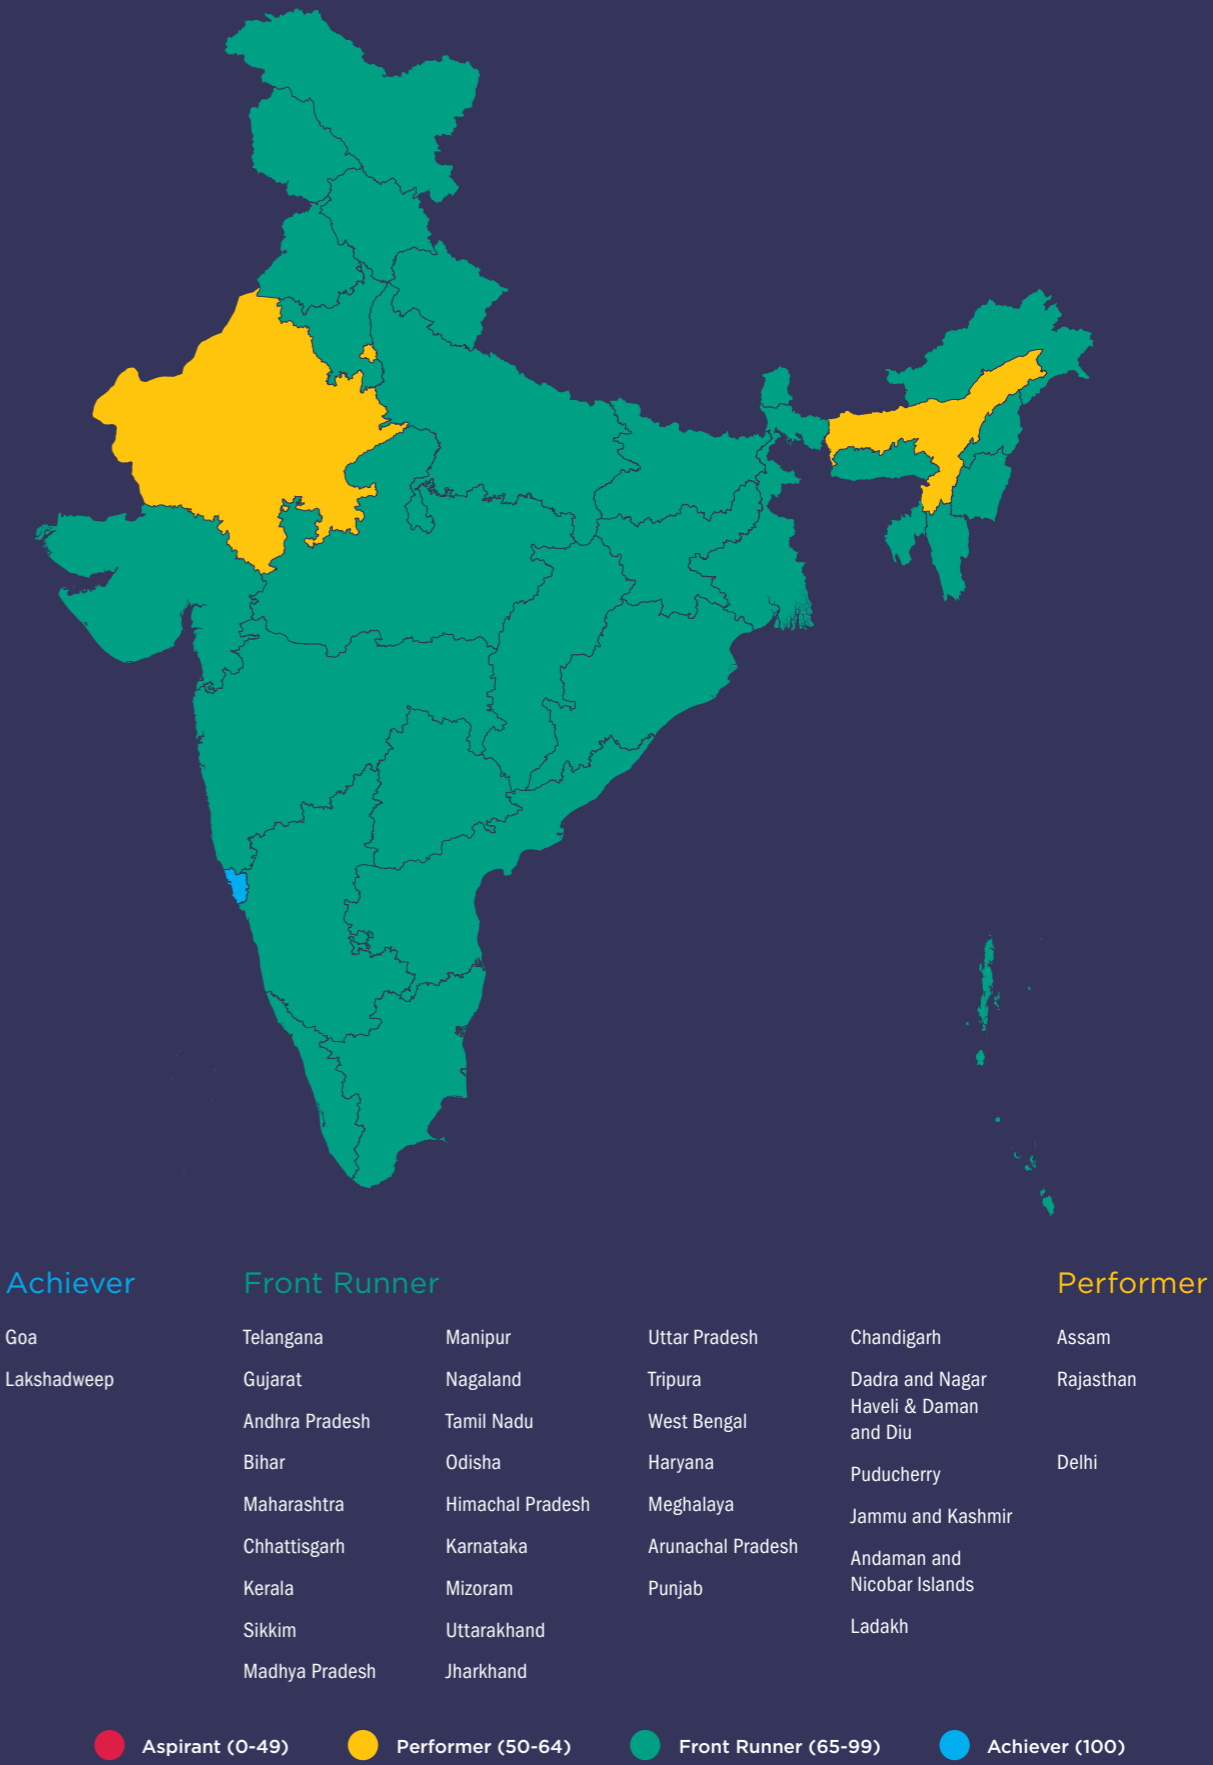 Achiever
Goa
Lakshadweep
Front Runner
Telangana
Gujarat
Andhra Pradesh
Bihar
Maharashtra
Chhattisgarh
Kerala
Sikkim
Madhya Pradesh
Manipur
Nagaland
Tamil Nadu
Odisha
Himachal Pradesh
Karnataka
Mizoram
Uttarakhand
Jharkhand
Uttar Pradesh
Tripura
West Bengal
Haryana
Meghalaya
Arunachal Pradesh
Punjab
Chandigarh
Dadra and Nagar
Haveli & Daman
and Diu
Puducherry
Jammu and Kashmir
Andaman and
Nicobar Islands
Ladakh
Performer
Assam
Rajasthan
Delhi
Aspirant (0-49)
Performer (50-64)
Front Runner (65-99)
Achiever (100)